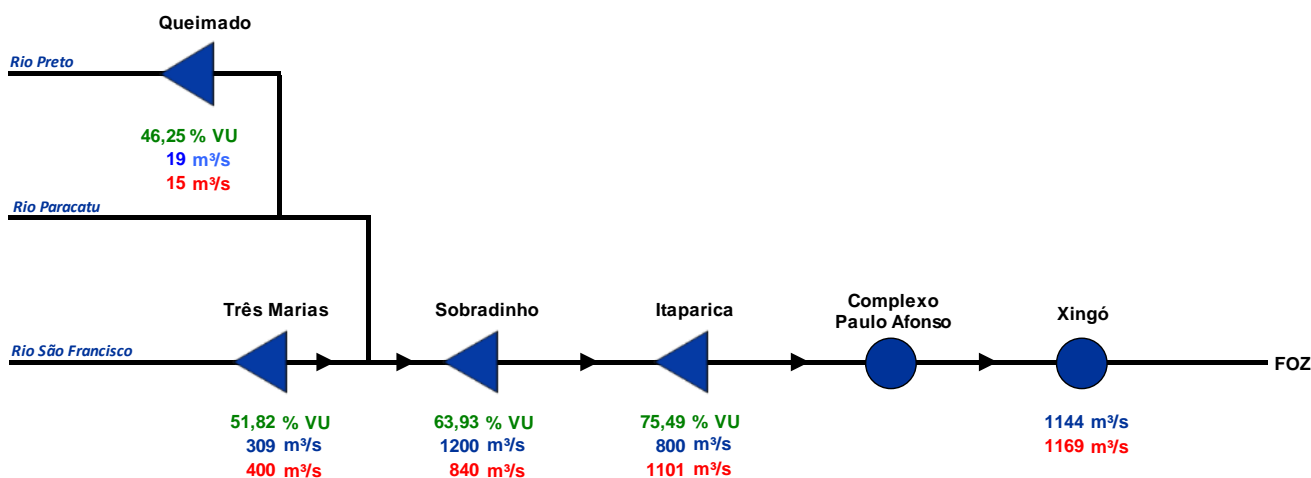 Queimado
Rio Preto
46,25 % VU
19 m³/s
15 m³/s
Rio Paracatu
Três Marias
Sobradinho
Itaparica
Complexo
Paulo Afonso
Xingó
Rio São Francisco
FOZ
51,82 % VU
309 m³/s
400 m³/s
63,93 % VU
1200 m³/s
840 m³/s
75,49 % VU
800 m³/s
1101 m³/s
1144 m³/s
1169 m³/s